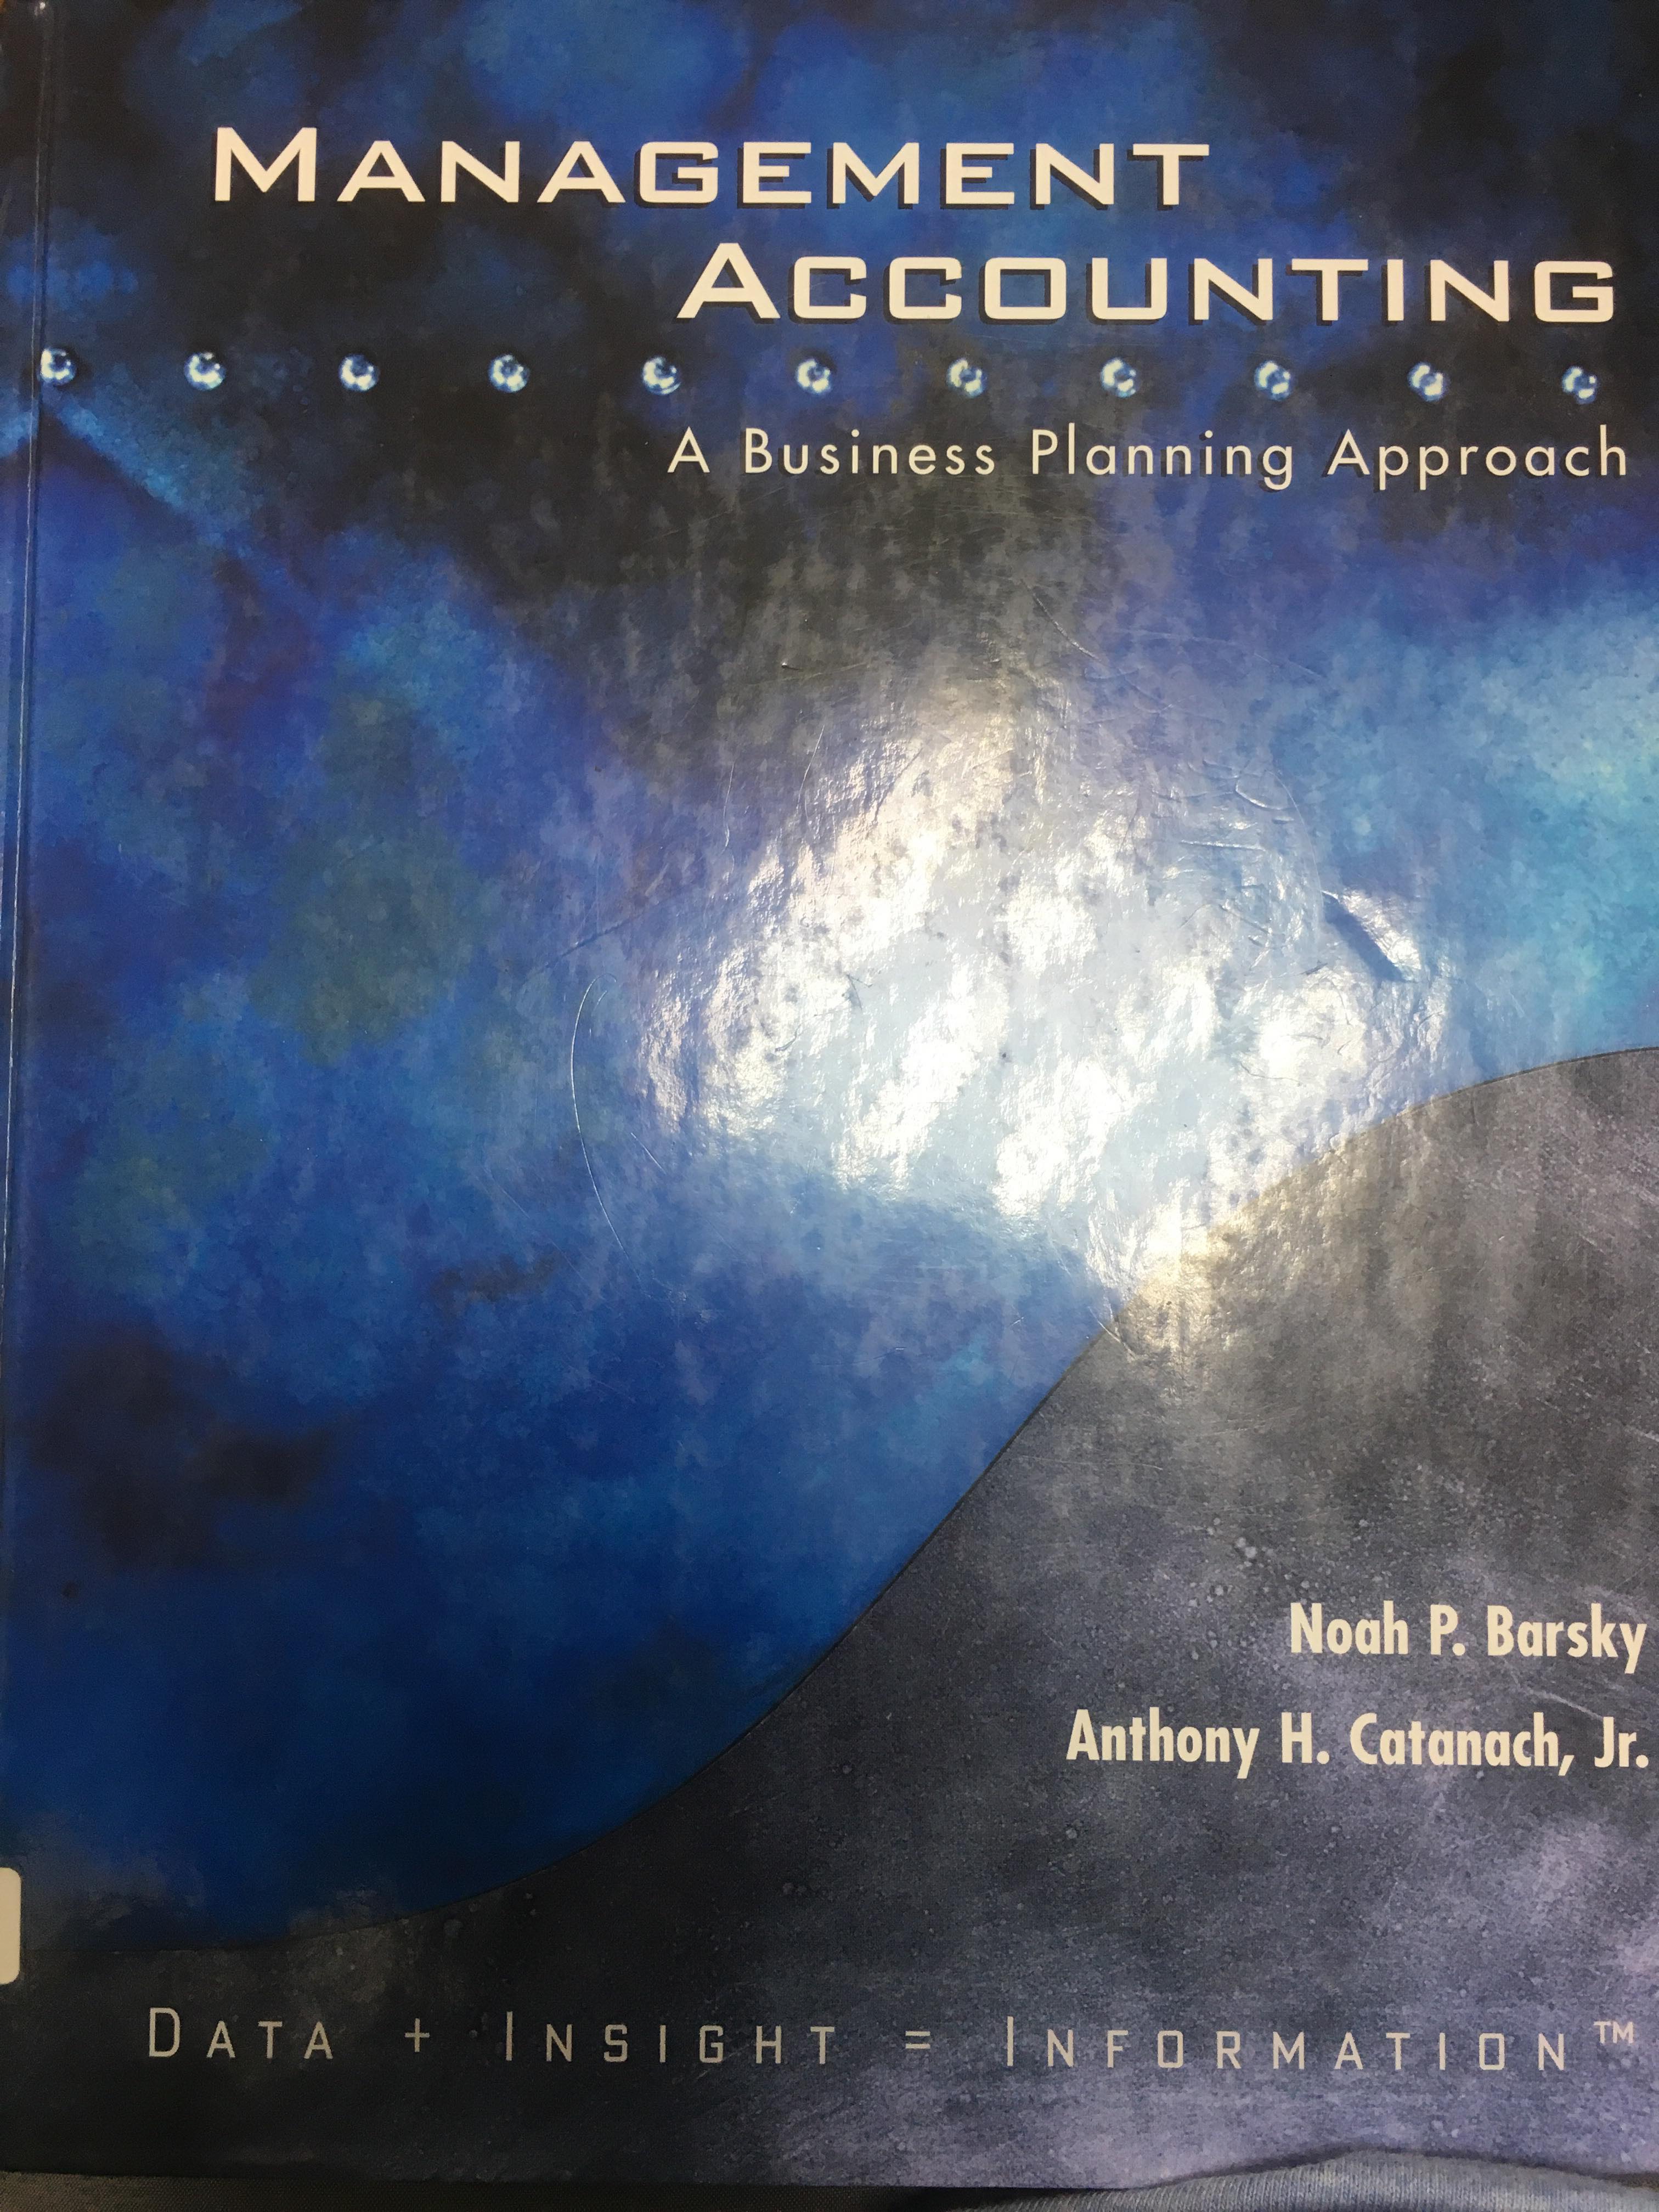 MANAGEMENT
ACCOUNTING
A Business Planning Approach
Noah P. Barsky
Anthony H. Catanach, Jr.
DATA + INSIGHT = INFORMATION™